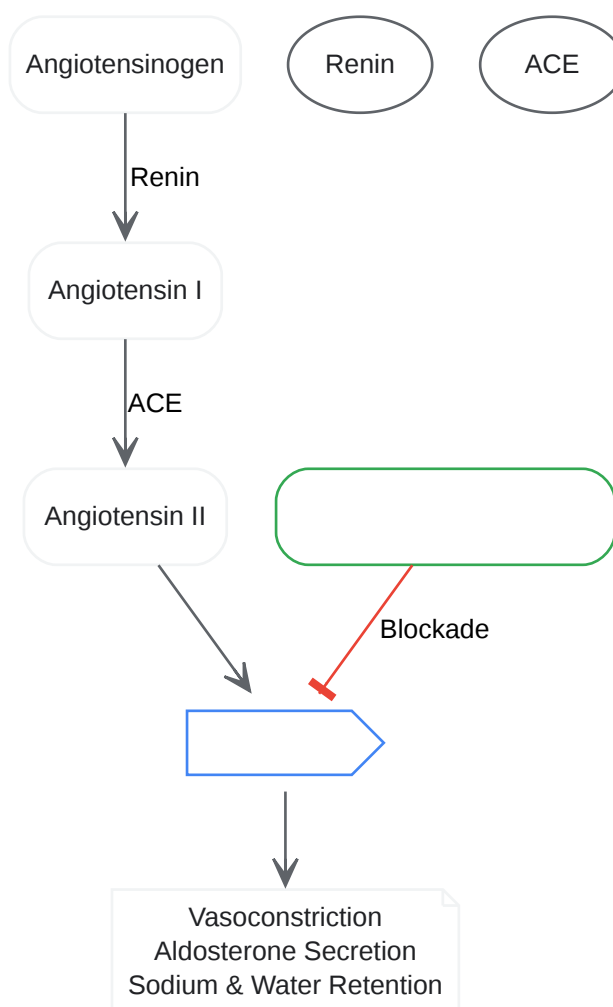 Angiotensinogen
Renin
ACE
Renin
Angiotensin I
ACE
Angiotensin II
Blockade
Vasoconstriction
Aldosterone Secretion
Sodium & Water Retention